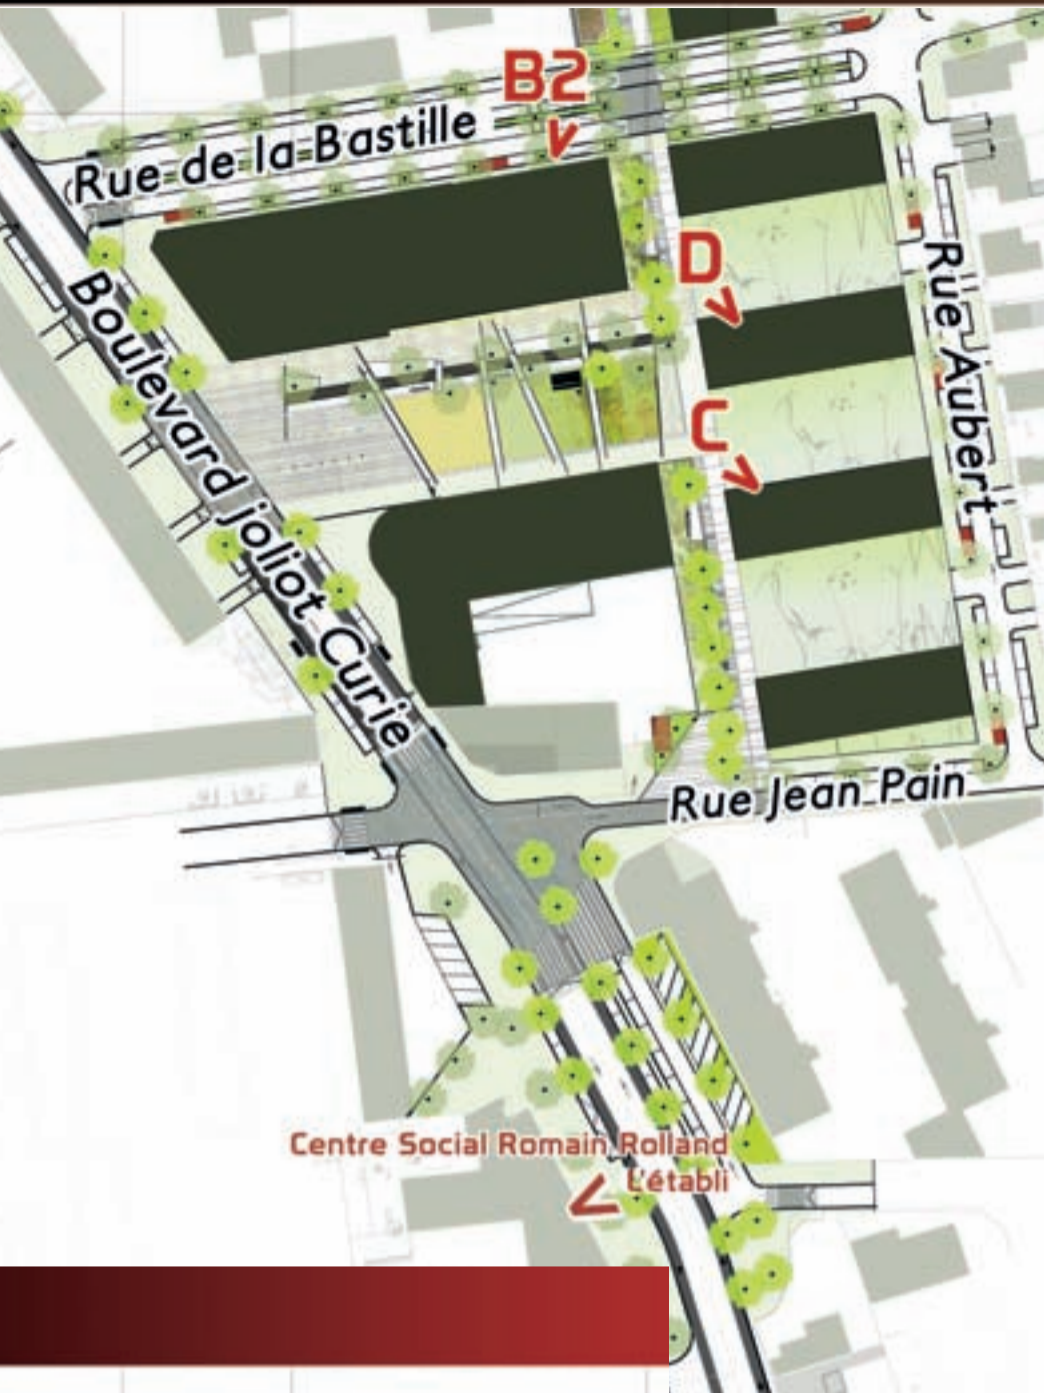 B2
Rue de la Bastille
D
Rue Aubert
Boulevard joliot Curie
C
Rue Jean Pain
Centre Social Romain Rolland
L'établi